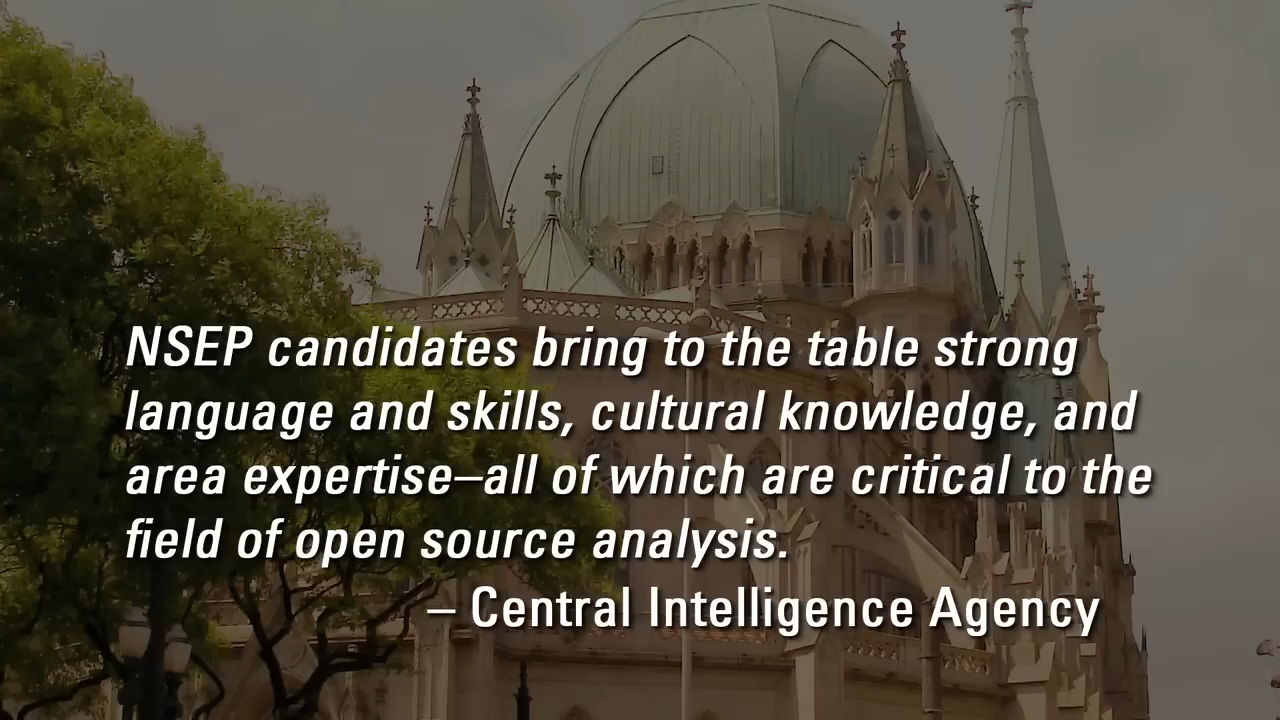 NSEP candidates bring to the table strong
language and skills, cultural knowledge, and
area expertise–all of which are critical to the
field of open source analysis.
– Central Intelligence Agency